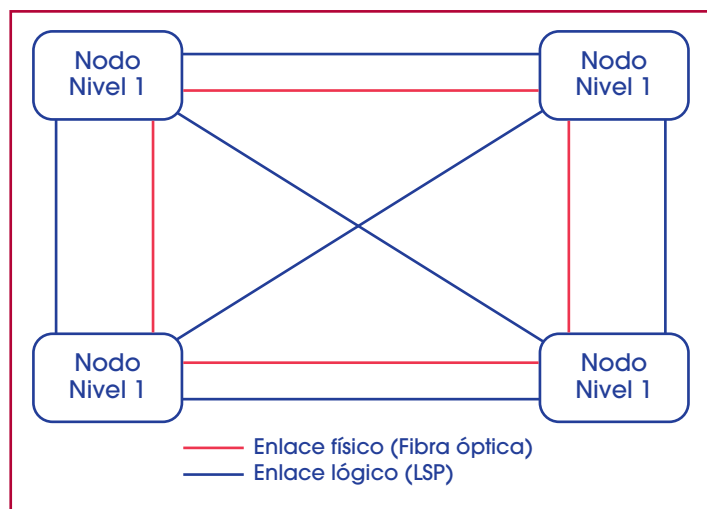 Nodo
Nivel 1
Nodo
Nivel 1
Nodo
Nivel 1
Nodo
Nivel 1
Enlace físico (Fibra óptica)
Enlace lógico (LSP)